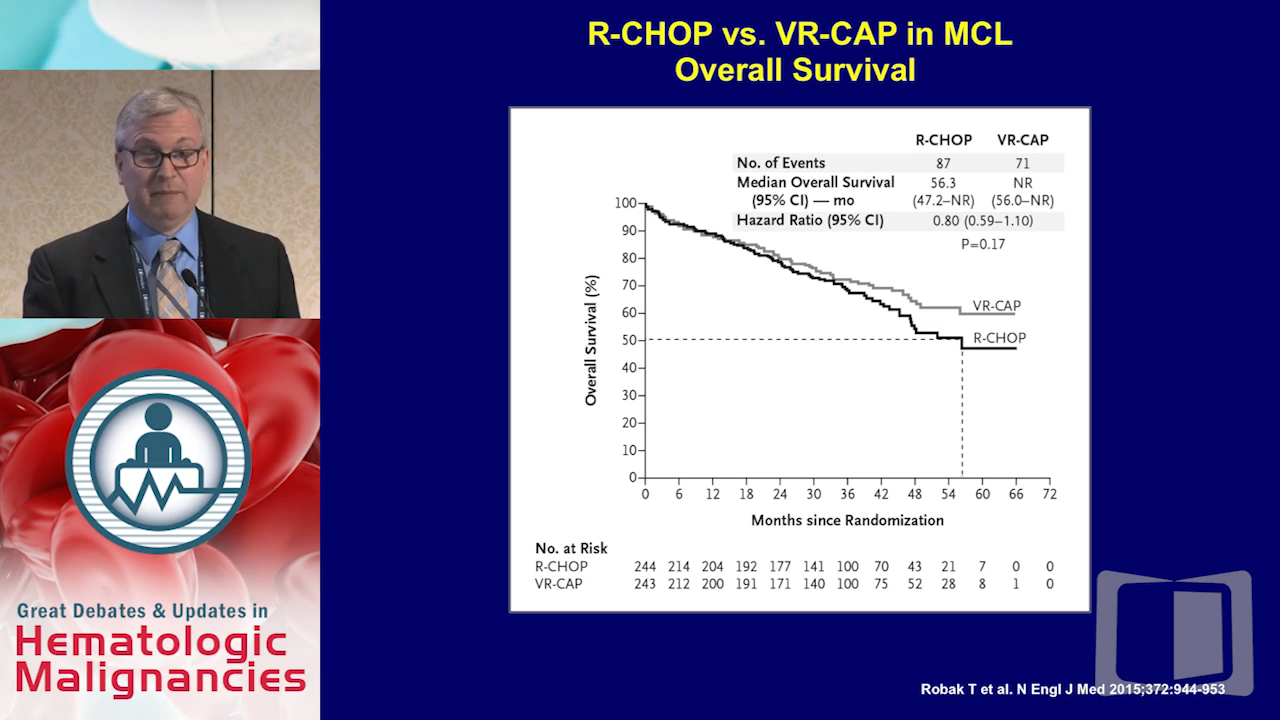 R-CHOP vs. VR-CAP in MCL
Overall Survival
R-CHOP VR-CAP
No. of Events 87 71
Median Overall Survival 56.3 NR
(95% CI) — mo (47.2–NR) (56.0–NR)
Hazard Ratio (95% CI) 0.80 (0.59–1.10)
P=0.17
100
90
80
70
60
50
40
30
20
10
0
Overall Survival (%)
VR-CAP
R-CHOP
0 6 12 18 24 30 36 42 48 54 60 66 72
Months since Randomization
No. at Risk
R-CHOP 244 214 204 192 177 141 100 70 43 21 7 0 0
VR-CAP 243 212 200 191 171 140 100 75 52 28 8 1 0
Robak T et al. N Engl J Med 2015;372:944-953
Great Debates & Updates in
Hematologic
Malignancies